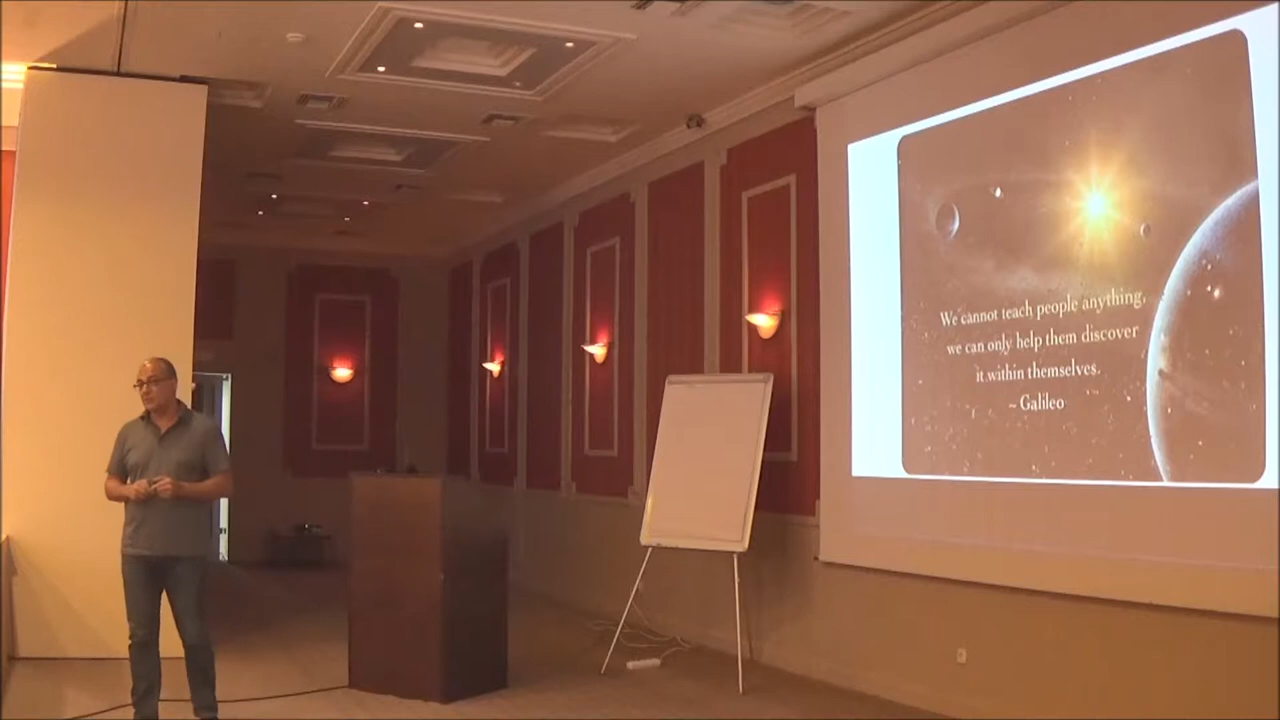 We cannot teach people anything,
we can only help them discover
it within themselves.
~ Galileo